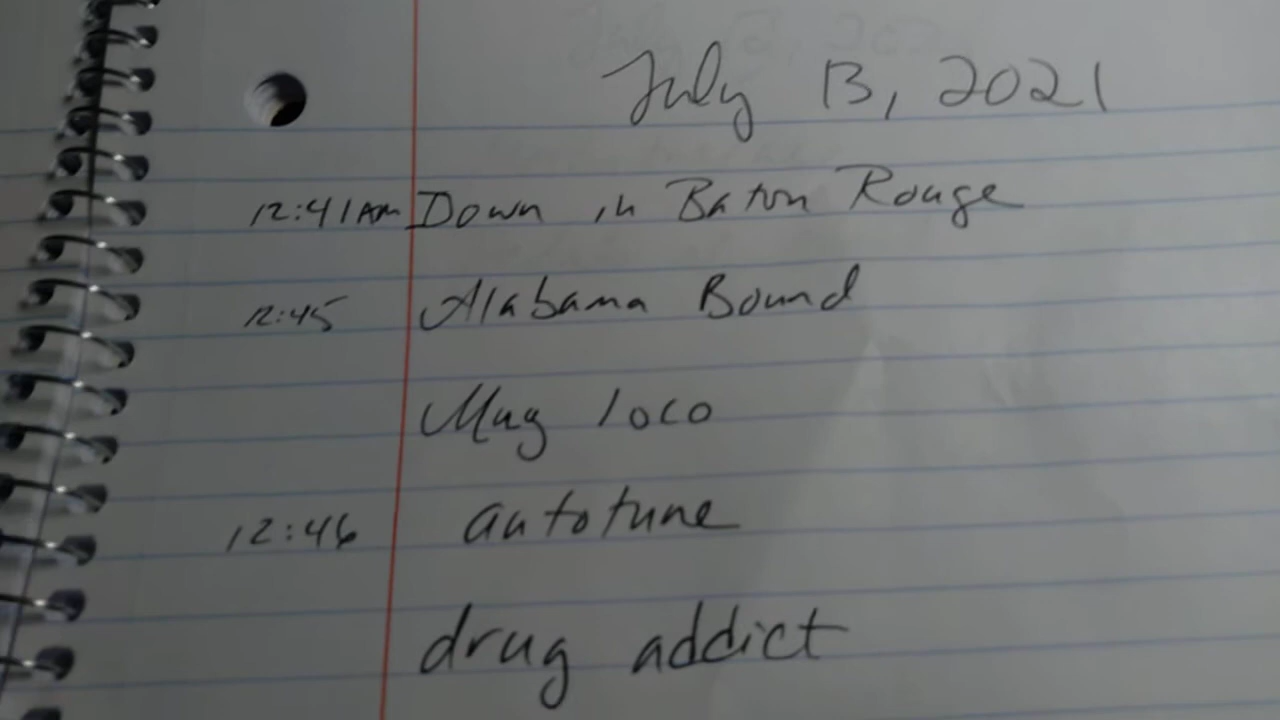 July 13, 2021
12:41AM Down in Baton Rouge
12:45 Alabama Bound
Mug loco
12:46 autotune
drug addict